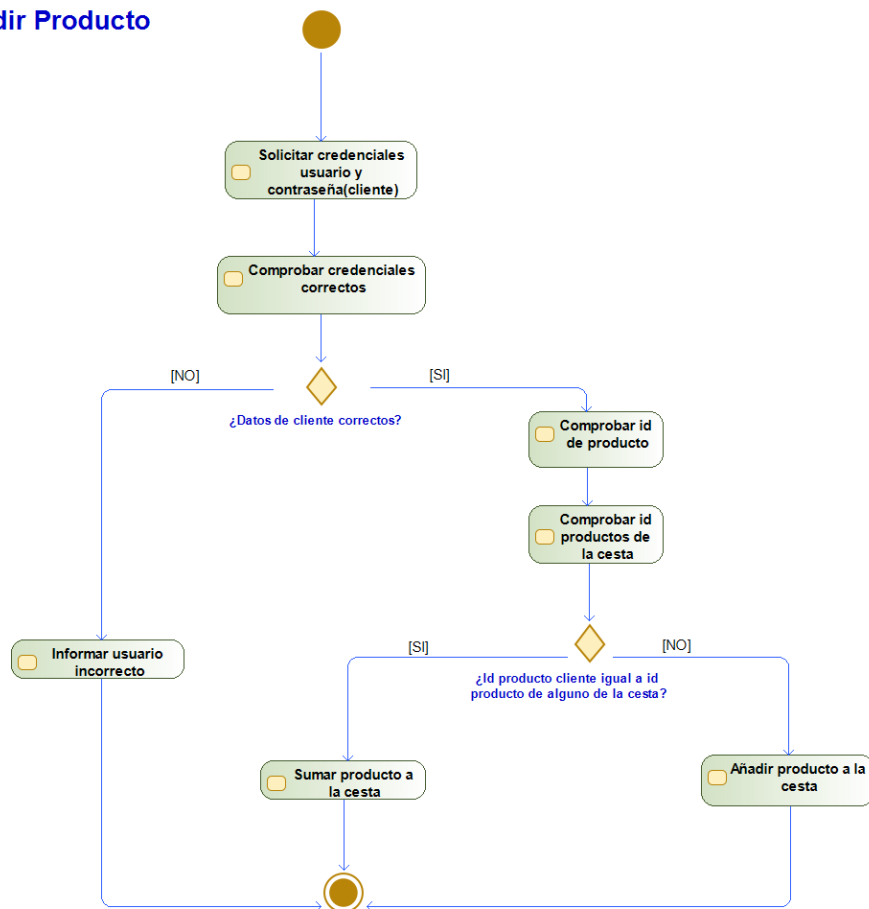 dir Producto
Solicitar credenciales
usuario y
contraseña(cliente)
Comprobar credenciales
correctos
[NO]
[SI]
¿Datos de cliente correctos?
Comprobar id
de producto
Comprobar id
productos de
la cesta
[SI]
[NO]
Informar usuario
incorrecto
¿Id producto cliente igual a id
producto de alguno de la cesta?
Sumar producto a
la cesta
Añadir producto a la
cesta